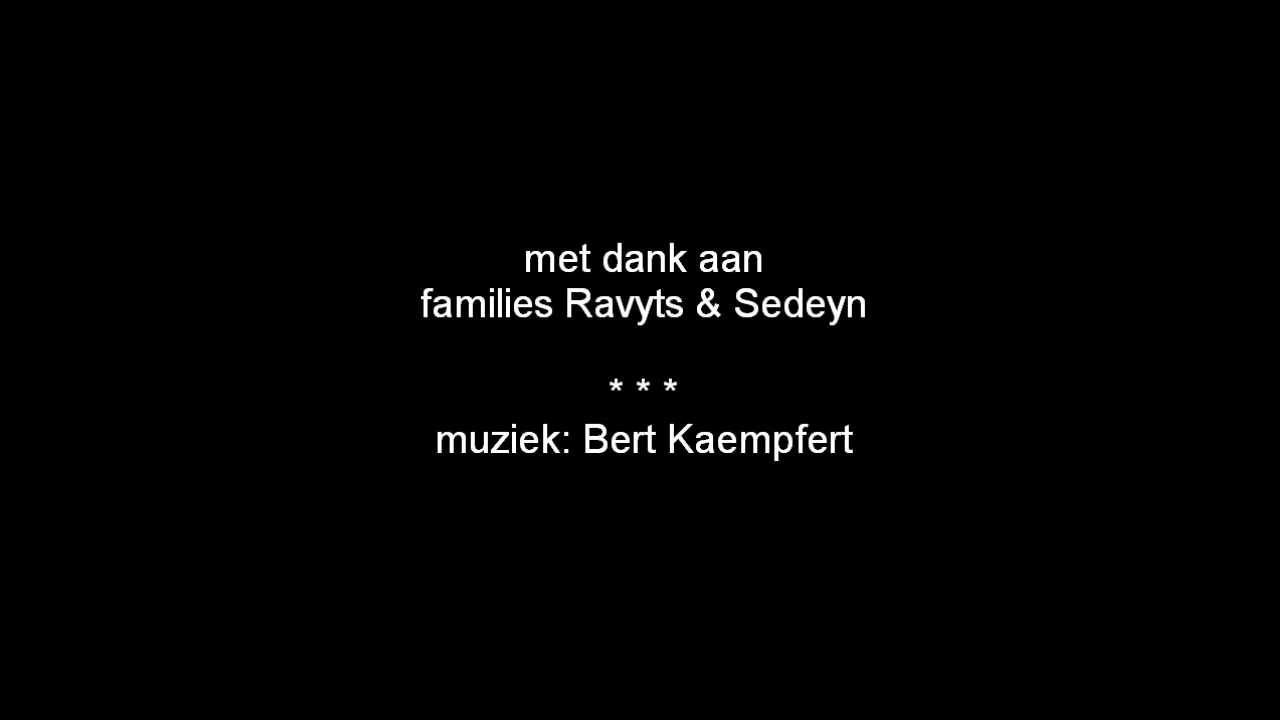 met dank aan
families Ravyts & Sedeyn
* * *
muziek: Bert Kaempfert